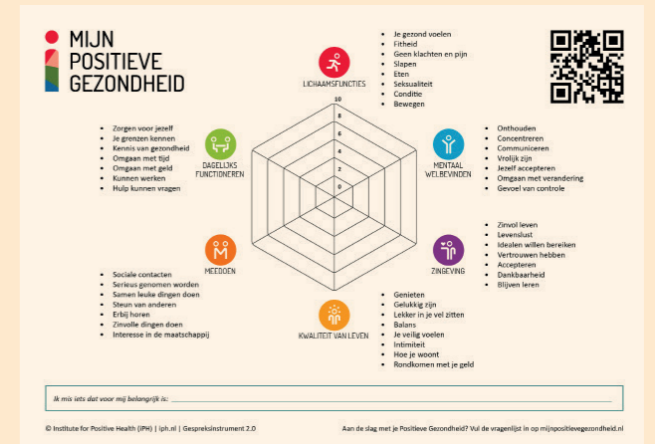 MIJN
POSITIEVE
GEZONDHEID
LICHAAMSFUNCTIES
• Je gezond voelen
• Fitheid
• Geen klachten en pijn
• Slapen
• Eten
• Seksualiteit
• Conditie
• Bewegen
10
8
6
4
2
0
MENTAAL
WELBEVINDEN
• Onthouden
• Concentreren
• Communiceren
• Vrolijk zijn
• Jezelf accepteren
• Omgaan met verandering
• Gevoel van controle
ZINGEVING
• Zinvol leven
• Levenslust
• Idealen willen bereiken
• Vertrouwen hebben
• Accepteren
• Dankbaarheid
• Blijven leren
KWALITEIT VAN LEVEN
• Genieten
• Gelukkig zijn
• Lekker in je vel zitten
• Balans
• Je veilig voelen
• Intimiteit
• Hoe je woont
• Rondkomen met je geld
MEEDOEN
• Sociale contacten
• Serieus genomen worden
• Samen leuke dingen doen
• Steun van anderen
• Erbij horen
• Zinvolle dingen doen
• Interesse in de maatschappij
DAGELIJKS
FUNCTIONEREN
• Zorgen voor jezelf
• Je grenzen kennen
• Kennis van gezondheid
• Omgaan met tijd
• Omgaan met geld
• Kunnen werken
• Hulp kunnen vragen
Ik mis iets dat voor mij belangrijk is:
© Institute for Positive Health (iPH) | iph.nl | Gespreksinstrument 2.0
Aan de slag met je Positieve Gezondheid? Vul de vragenlijst in op mijnpositievegezondheid.nl